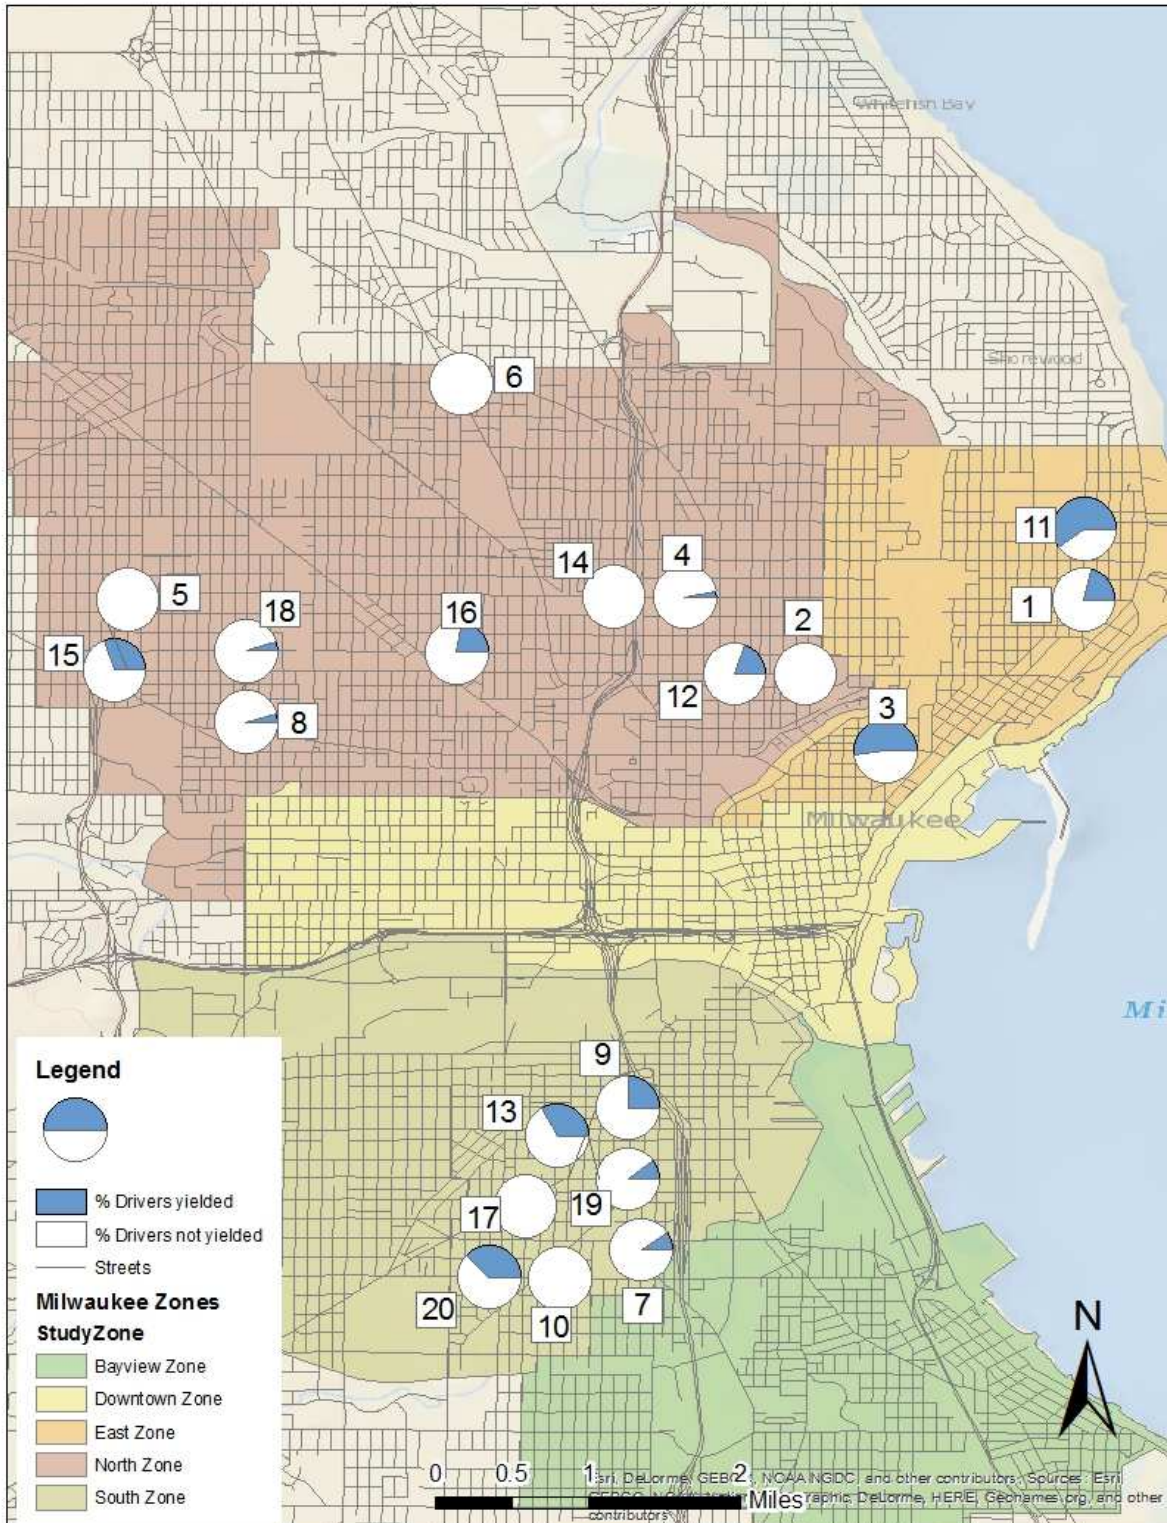 Whitefish Bay
Shorewood
6
11
14
4
5
18
16
1
2
15
12
3
8
Milwaukee
Mi
9
13
19
17
20
10
7
Legend
% Drivers yielded
% Drivers not yielded
Streets
Milwaukee Zones
StudyZone
Bayview Zone
Downtown Zone
East Zone
North Zone
South Zone
N
0 0.5 1 2
Miles
Esri, DeLorme, GEBCO, NOAA NGDC, and other contributors; Sources: Esri,
DeLorme, HERE, Geonames.org, and other
contributors